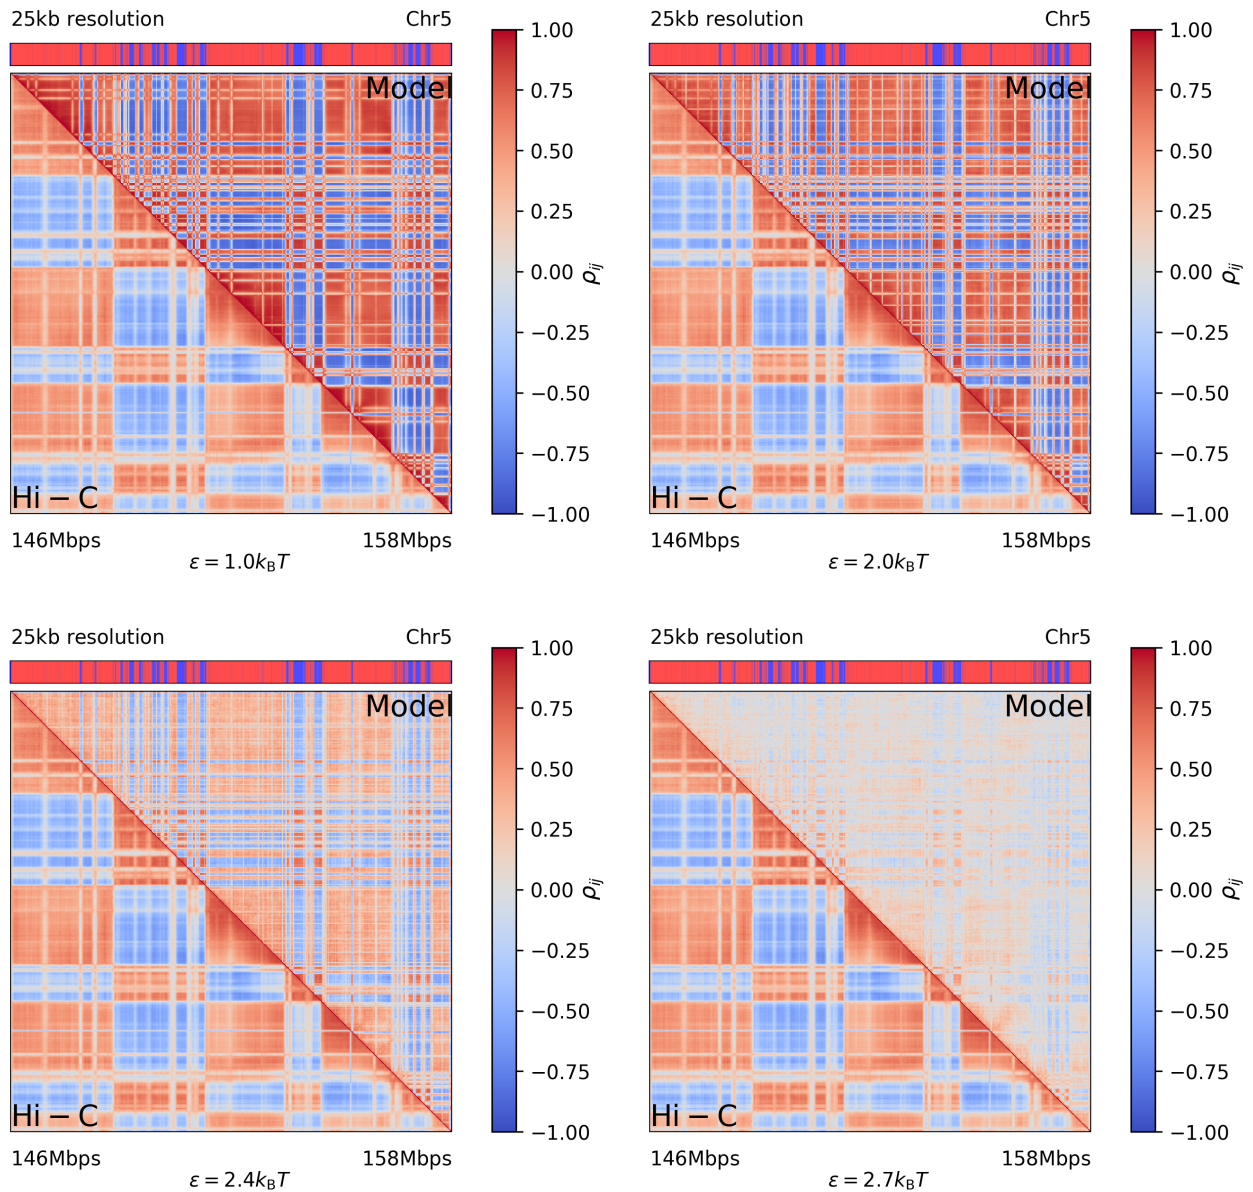 25kb resolution Chr5
Model
Hi − C
146Mbps 158Mbps
ε = 1.0k_BT
1.00
0.75
0.50
0.25
0.00
−0.25
−0.50
−0.75
−1.00
ρ_ij
25kb resolution Chr5
Model
Hi − C
146Mbps 158Mbps
ε = 2.0k_BT
1.00
0.75
0.50
0.25
0.00
−0.25
−0.50
−0.75
−1.00
ρ_ij
25kb resolution Chr5
Model
Hi − C
146Mbps 158Mbps
ε = 2.4k_BT
1.00
0.75
0.50
0.25
0.00
−0.25
−0.50
−0.75
−1.00
ρ_ij
25kb resolution Chr5
Model
Hi − C
146Mbps 158Mbps
ε = 2.7k_BT
1.00
0.75
0.50
0.25
0.00
−0.25
−0.50
−0.75
−1.00
ρ_ij